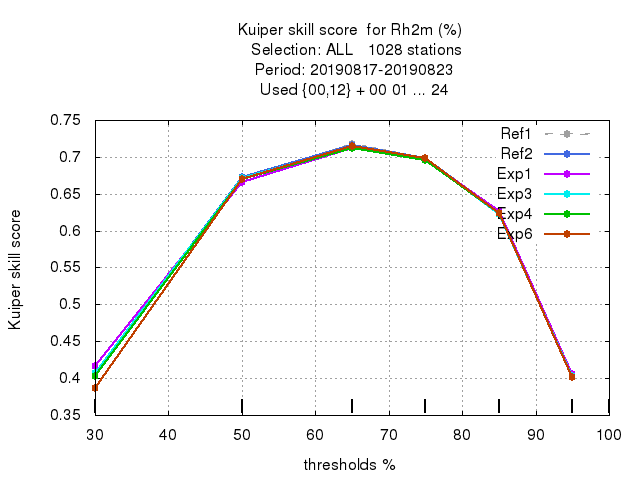 Kuiper skill score  for Rh2m (%)
Selection: ALL   1028 stations
Period: 20190817-20190823
Used {00,12} + 00 01 ... 24
0.75
0.7
0.65
0.6
0.55
0.5
0.45
0.4
0.35
Kuiper skill score
Ref1
Ref2
Exp1
Exp3
Exp4
Exp6
30 40 50 60 70 80 90 100
thresholds %